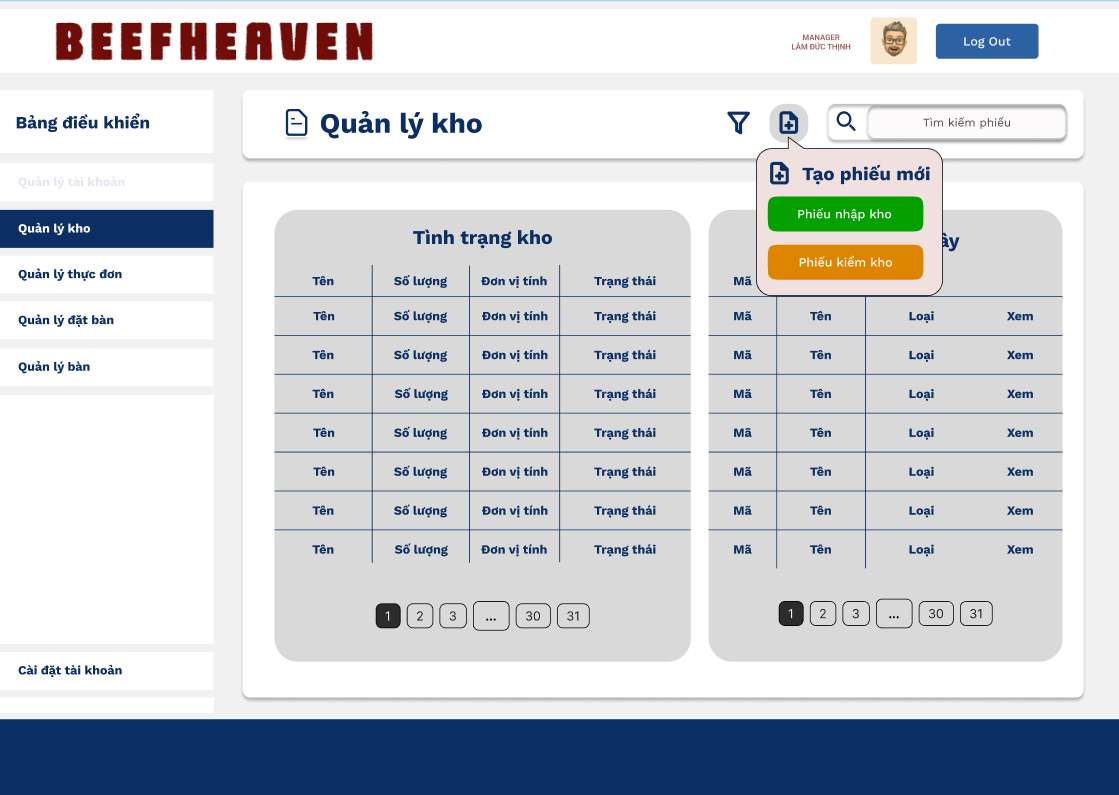 BEEFHEAVEN
MANAGER
LÂM ĐỨC THỊNH
Log Out
Bảng điều khiển
Quản lý tài khoản
Quản lý kho
Quản lý thực đơn
Quản lý đặt bàn
Quản lý bàn
Cài đặt tài khoản
Quản lý kho
Tìm kiếm phiếu
Tạo phiếu mới
Phiếu nhập kho
Phiếu kiểm kho
Tình trạng kho
Tên Số lượng Đơn vị tính Trạng thái
Tên Số lượng Đơn vị tính Trạng thái
Tên Số lượng Đơn vị tính Trạng thái
Tên Số lượng Đơn vị tính Trạng thái
Tên Số lượng Đơn vị tính Trạng thái
Tên Số lượng Đơn vị tính Trạng thái
Tên Số lượng Đơn vị tính Trạng thái
Tên Số lượng Đơn vị tính Trạng thái
1 2 3 ... 30 31
Mã
Mã Tên Loại Xem
Mã Tên Loại Xem
Mã Tên Loại Xem
Mã Tên Loại Xem
Mã Tên Loại Xem
Mã Tên Loại Xem
Mã Tên Loại Xem
1 2 3 ... 30 31